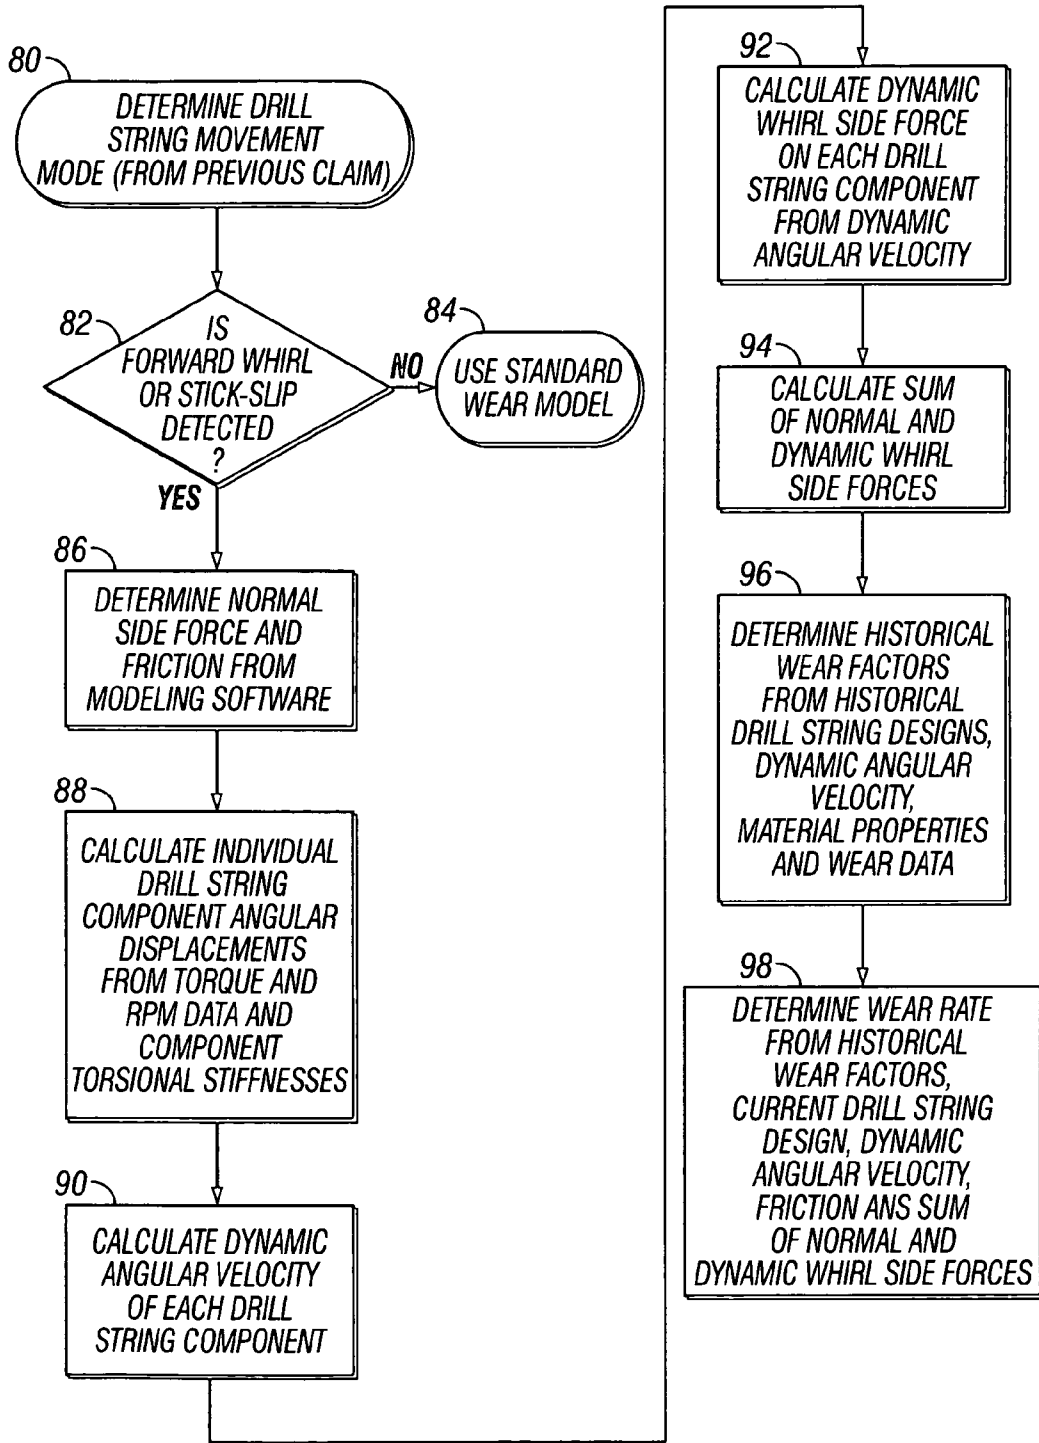 80
DETERMINE DRILL
STRING MOVEMENT
MODE (FROM PREVIOUS CLAIM)
82
IS
FORWARD WHIRL
OR STICK-SLIP
DETECTED
?
NO
84
USE STANDARD
WEAR MODEL
YES
86
DETERMINE NORMAL
SIDE FORCE AND
FRICTION FROM
MODELING SOFTWARE
88
CALCULATE INDIVIDUAL
DRILL STRING
COMPONENT ANGULAR
DISPLACEMENTS
FROM TORQUE AND
RPM DATA AND
COMPONENT
TORSIONAL STIFFNESSES
90
CALCULATE DYNAMIC
ANGULAR VELOCITY
OF EACH DRILL
STRING COMPONENT
92
CALCULATE DYNAMIC
WHIRL SIDE FORCE
ON EACH DRILL
STRING COMPONENT
FROM DYNAMIC
ANGULAR VELOCITY
94
CALCULATE SUM
OF NORMAL AND
DYNAMIC WHIRL
SIDE FORCES
96
DETERMINE HISTORICAL
WEAR FACTORS
FROM HISTORICAL
DRILL STRING DESIGNS,
DYNAMIC ANGULAR
VELOCITY,
MATERIAL PROPERTIES
AND WEAR DATA
98
DETERMINE WEAR RATE
FROM HISTORICAL
WEAR FACTORS,
CURRENT DRILL STRING
DESIGN, DYNAMIC
ANGULAR VELOCITY,
FRICTION ANS SUM
OF NORMAL AND
DYNAMIC WHIRL SIDE FORCES